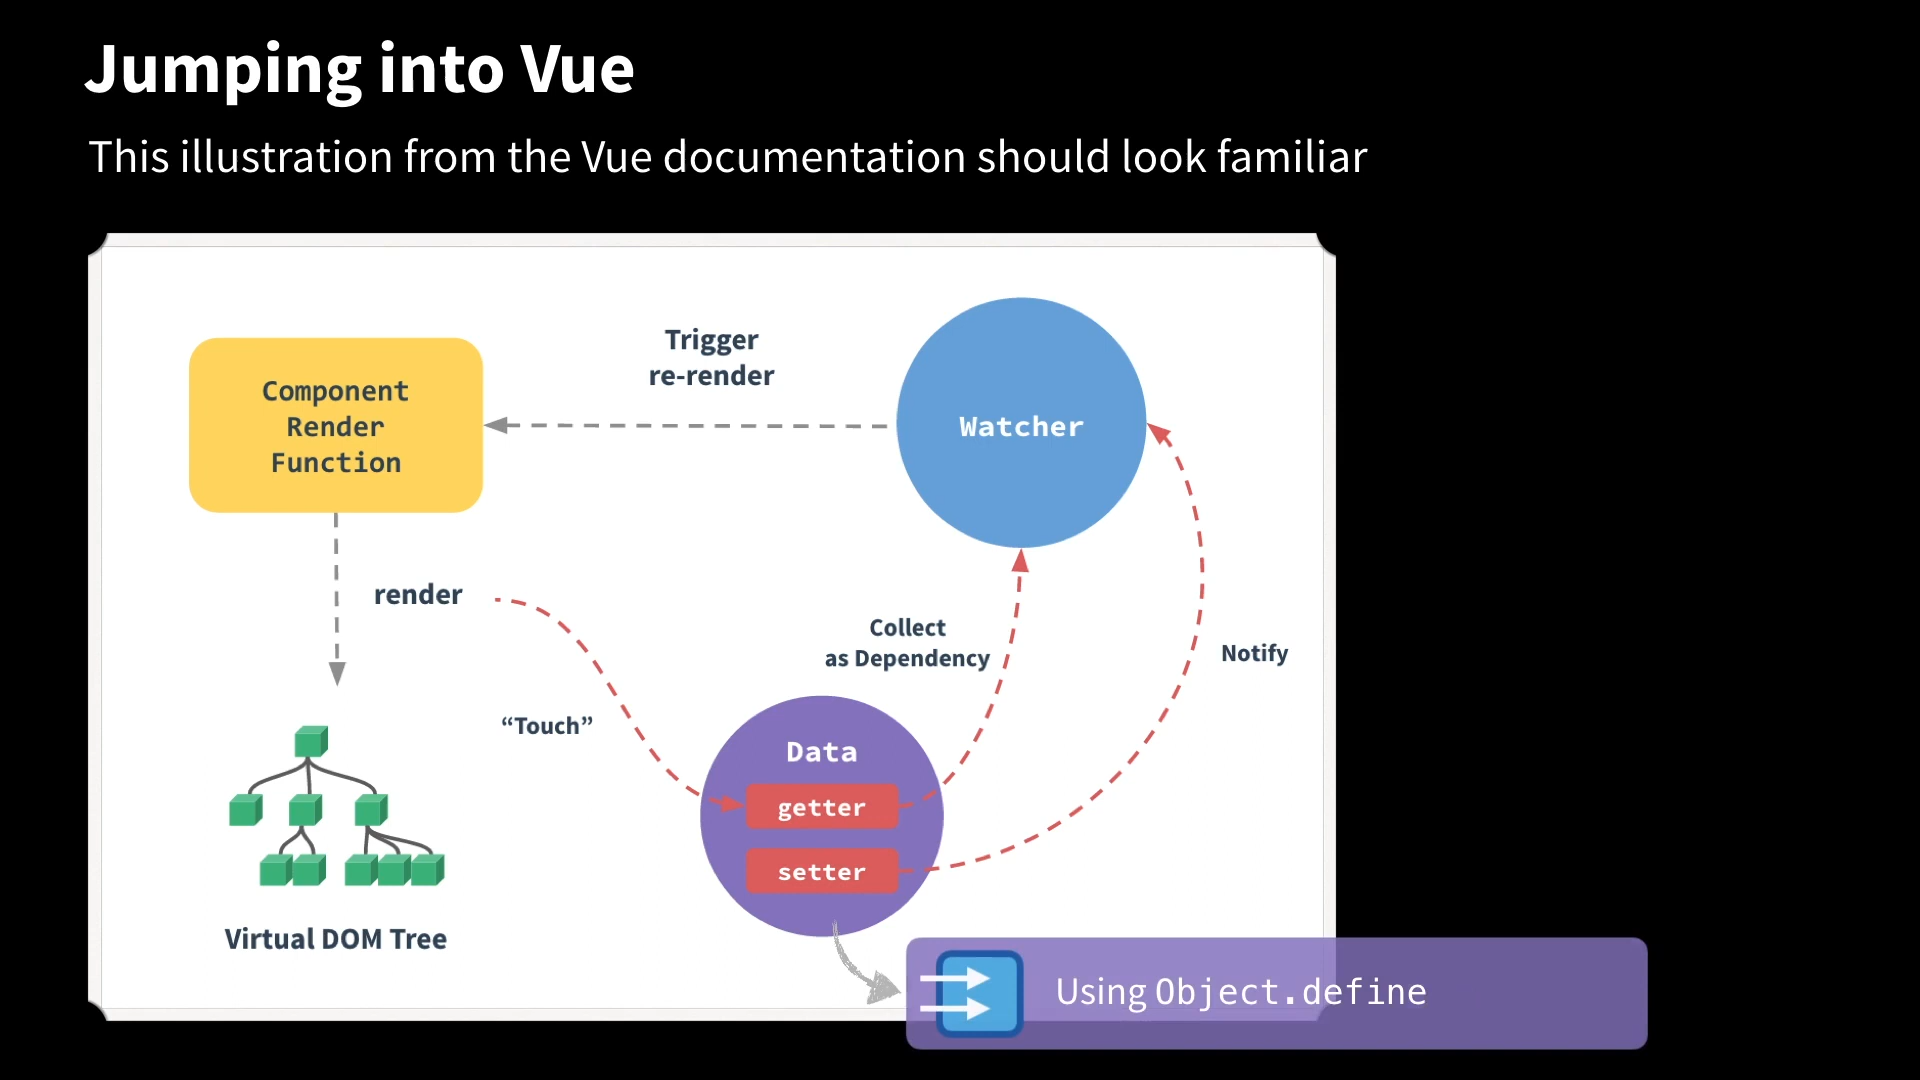 Jumping into Vue
This illustration from the Vue documentation should look familiar
Trigger
re-render
Component
Render
Function
Watcher
render
Collect
as Dependency
Notify
“Touch”
Data
getter
setter
Virtual DOM Tree
Using Object.define